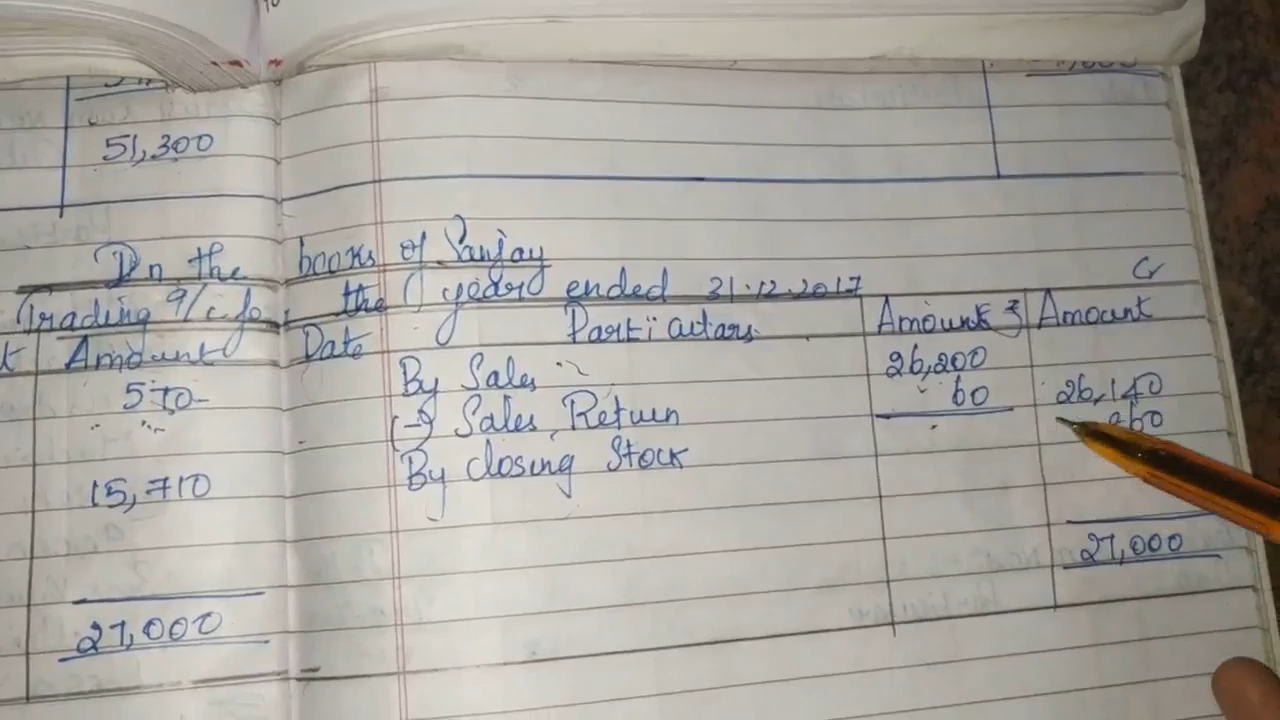 51,300
In the books of Sanjay
Trading a/c for the year ended 31.12.2017
Cr
Amount Date Particulars Amount ₹ Amount
570 By Sales :- 26,200
(-) Sales Return 60 26,140
By closing Stock 860
15,710
27,000
27,000